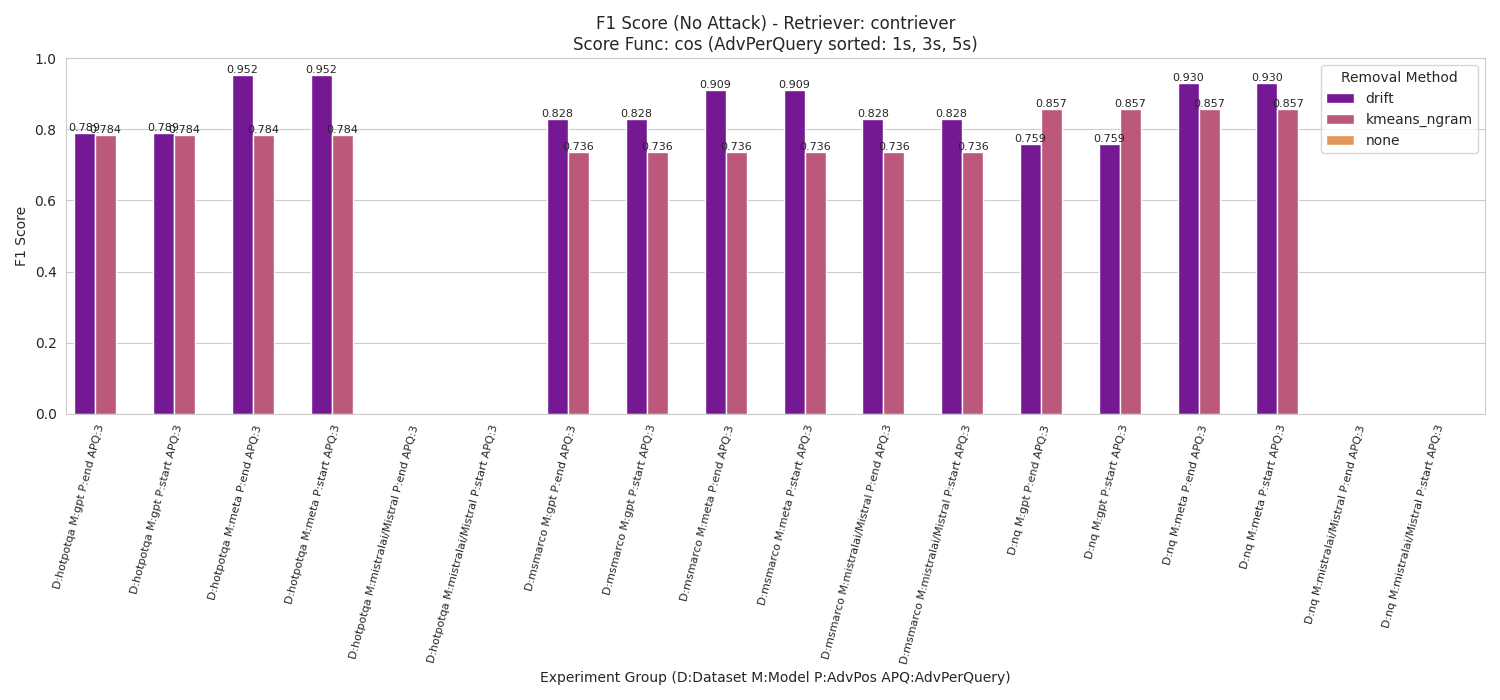 F1 Score (No Attack) - Retriever: contriever
Score Func: cos (AdvPerQuery sorted: 1s, 3s, 5s)
Removal Method
drift
kmeans_ngram
none
F1 Score
1.0
0.8
0.6
0.4
0.2
0.0
0.789
0.784
0.789
0.784
0.952
0.784
0.952
0.784
0.828
0.736
0.828
0.736
0.909
0.736
0.909
0.736
0.828
0.736
0.828
0.736
0.759
0.857
0.759
0.857
0.930
0.857
0.930
0.857
D:hotpotqa M:gpt P:end APQ:3
D:hotpotqa M:gpt P:start APQ:3
D:hotpotqa M:meta P:end APQ:3
D:hotpotqa M:meta P:start APQ:3
D:hotpotqa M:mistralai/Mistral P:end APQ:3
D:hotpotqa M:mistralai/Mistral P:start APQ:3
D:msmarco M:gpt P:end APQ:3
D:msmarco M:gpt P:start APQ:3
D:msmarco M:meta P:end APQ:3
D:msmarco M:meta P:start APQ:3
D:msmarco M:mistralai/Mistral P:end APQ:3
D:msmarco M:mistralai/Mistral P:start APQ:3
D:nq M:gpt P:end APQ:3
D:nq M:gpt P:start APQ:3
D:nq M:meta P:end APQ:3
D:nq M:meta P:start APQ:3
D:nq M:mistralai/Mistral P:end APQ:3
D:nq M:mistralai/Mistral P:start APQ:3
Experiment Group (D:Dataset M:Model P:AdvPos APQ:AdvPerQuery)